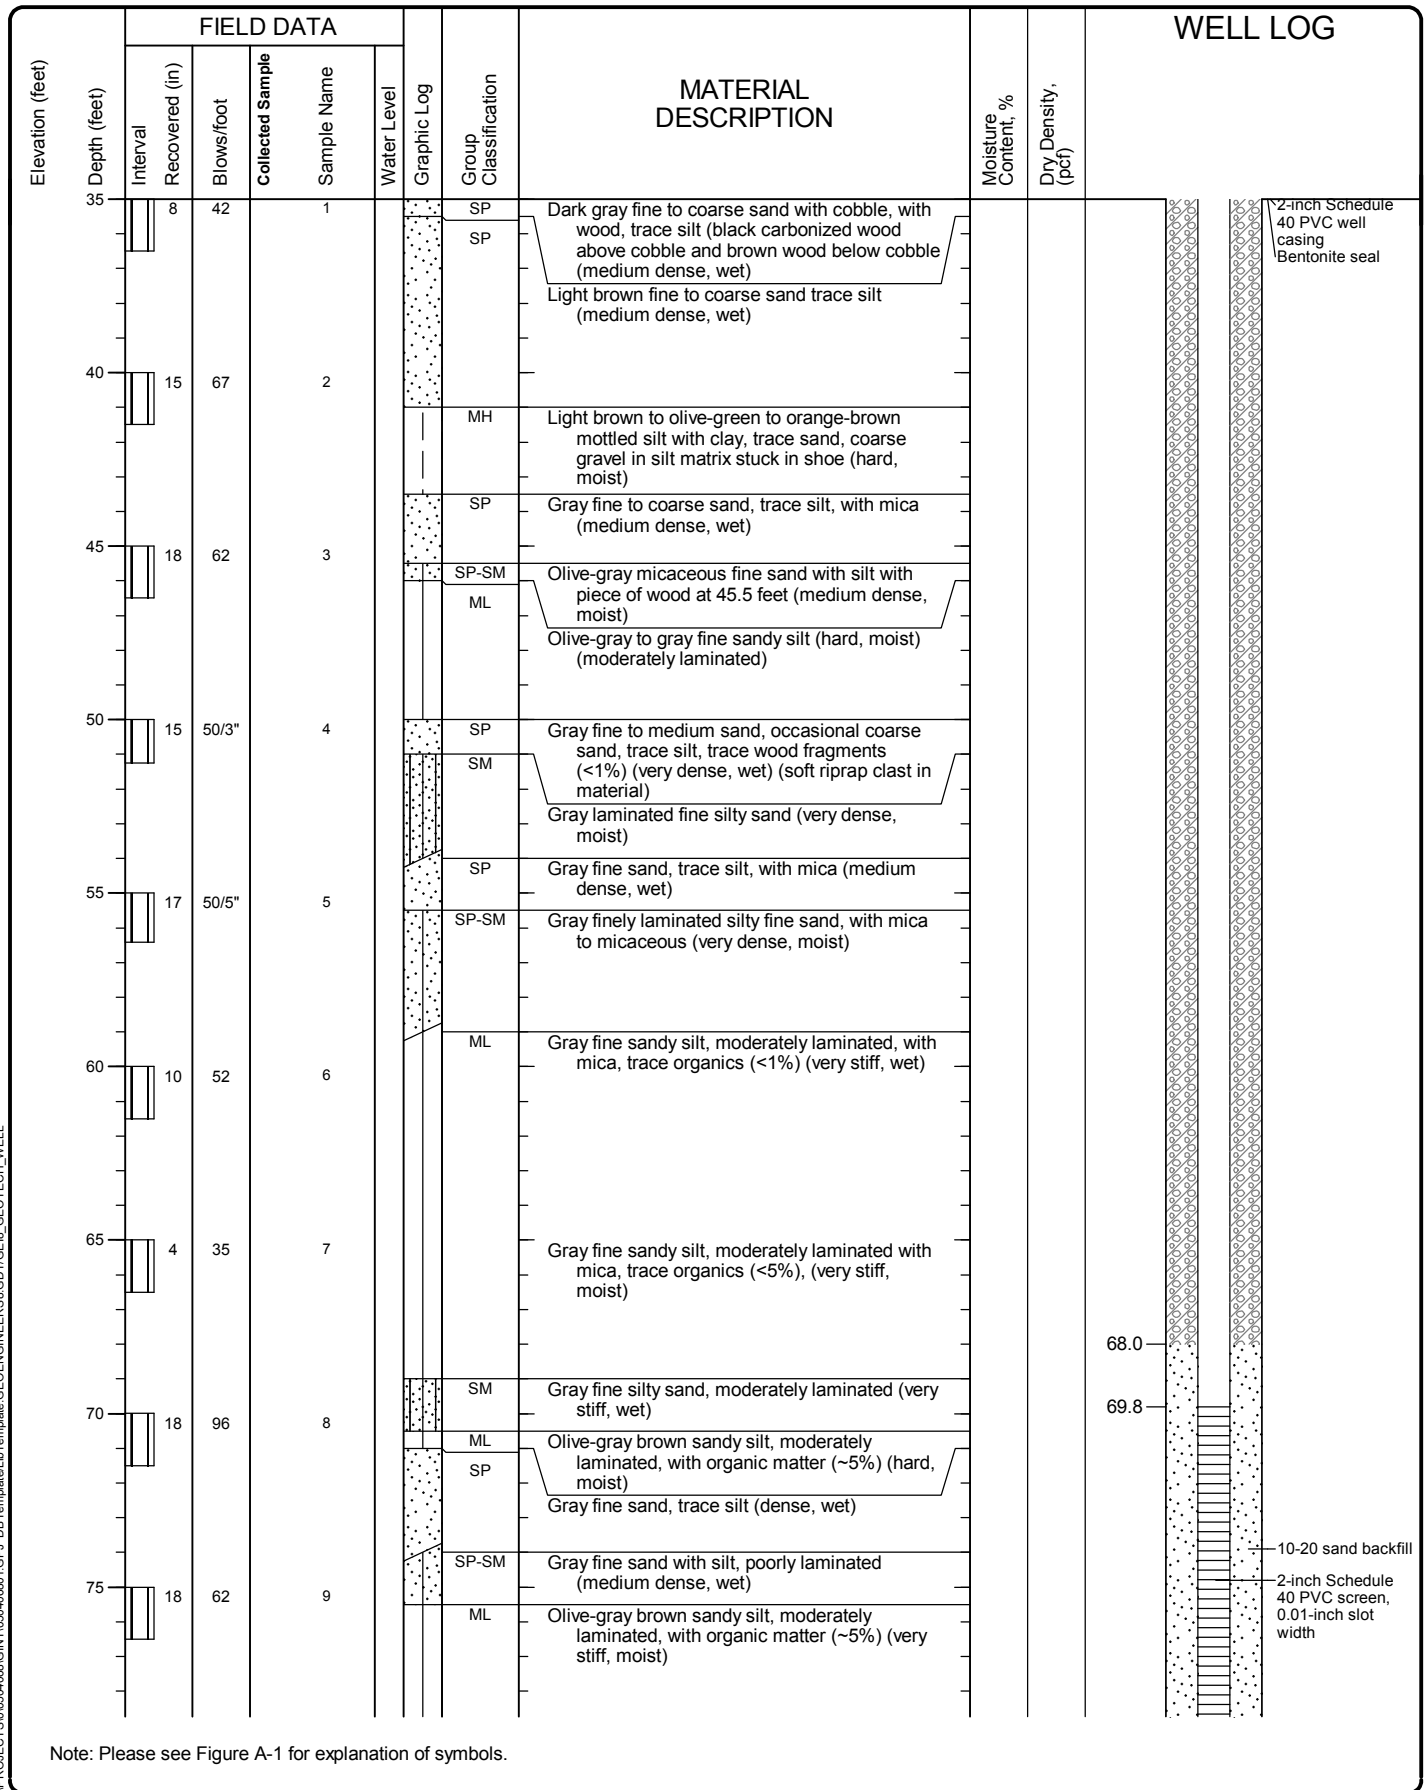 FIELD DATA
WELL LOG
Elevation (feet)
Depth (feet)
Interval
Recovered (in)
Blows/foot
Collected Sample
Sample Name
Water Level
Graphic Log
Group
Classification
MATERIAL
DESCRIPTION
Moisture
Content, %
Dry Density,
(pcf)
35
8 42 1
SP
Dark gray fine to coarse sand with cobble, with
wood, trace silt (black carbonized wood
above cobble and brown wood below cobble
(medium dense, wet)
SP
Light brown fine to coarse sand trace silt
(medium dense, wet)
2-inch Schedule
40 PVC well
casing
Bentonite seal
40
15 67 2
MH
Light brown to olive-green to orange-brown
mottled silt with clay, trace sand, coarse
gravel in silt matrix stuck in shoe (hard,
moist)
SP
Gray fine to coarse sand, trace silt, with mica
(medium dense, wet)
45
18 62 3
SP-SM
Olive-gray micaceous fine sand with silt with
piece of wood at 45.5 feet (medium dense,
moist)
ML
Olive-gray to gray fine sandy silt (hard, moist)
(moderately laminated)
50
15 50/3" 4
SP
Gray fine to medium sand, occasional coarse
sand, trace silt, trace wood fragments
(<1%) (very dense, wet) (soft riprap clast in
material)
SM
Gray laminated fine silty sand (very dense,
moist)
SP
Gray fine sand, trace silt, with mica (medium
dense, wet)
55
17 50/5" 5
SP-SM
Gray finely laminated silty fine sand, with mica
to micaceous (very dense, moist)
ML
Gray fine sandy silt, moderately laminated, with
mica, trace organics (<1%) (very stiff, wet)
60
10 52 6
65
4 35 7
Gray fine sandy silt, moderately laminated with
mica, trace organics (<5%), (very stiff,
moist)
68.0
SM
Gray fine silty sand, moderately laminated (very
stiff, wet)
69.8
70
18 96 8
ML
Olive-gray brown sandy silt, moderately
laminated, with organic matter (~5%) (hard,
moist)
SP
Gray fine sand, trace silt (dense, wet)
SP-SM
Gray fine sand with silt, poorly laminated
(medium dense, wet)
10-20 sand backfill
2-inch Schedule
40 PVC screen,
0.01-inch slot
width
75
18 62 9
ML
Olive-gray brown sandy silt, moderately
laminated, with organic matter (~5%) (very
stiff, moist)
Note: Please see Figure A-1 for explanation of symbols.